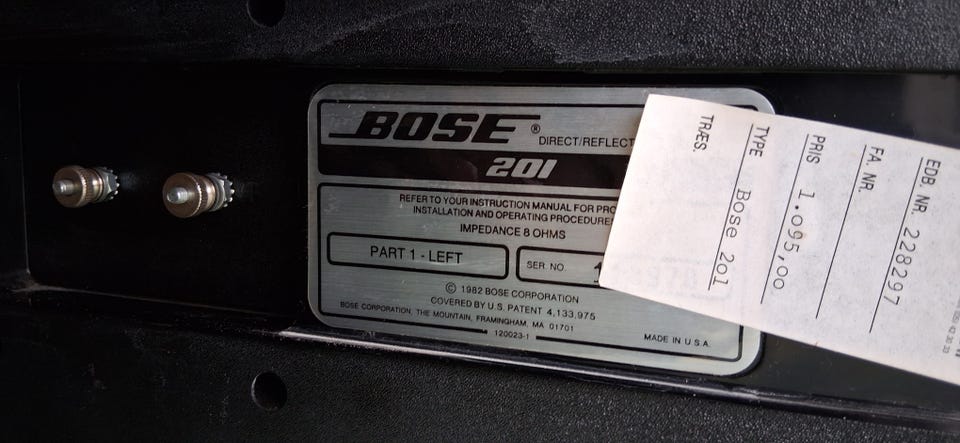 BOSE®
DIRECT/REFLECT
201
REFER TO YOUR INSTRUCTION MANUAL FOR
INSTALLATION AND OPERATING
IMPEDANCE 8 OHMS
PART 1 - LEFT
SER. NO.
© 1982 BOSE CORPORATION
COVERED BY U.S. PATENT 4,133,975
BOSE CORPORATION, THE MOUNTAIN, FRAMINGHAM, MA 01701
120023-1
MADE IN U.S.A.
EDB. NR. 228297
FA. NR.
PRIS 1.095,00
TYPE Bose 201
TRÆS.